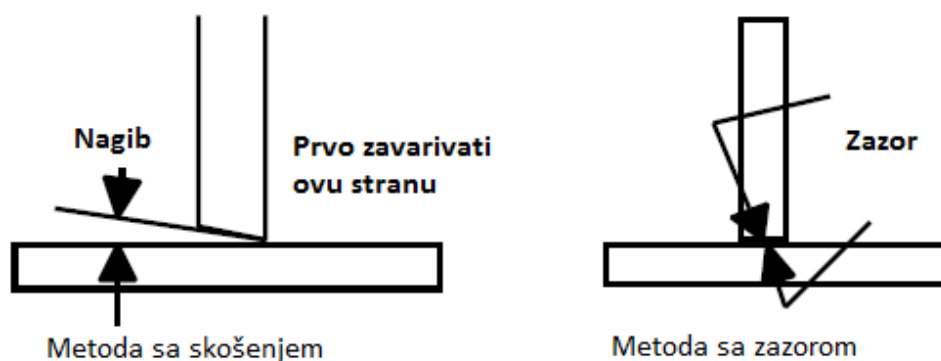 Nagib
Prvo zavarivati
ovu stranu
Zazor
Metoda sa skošenjem
Metoda sa zazorom